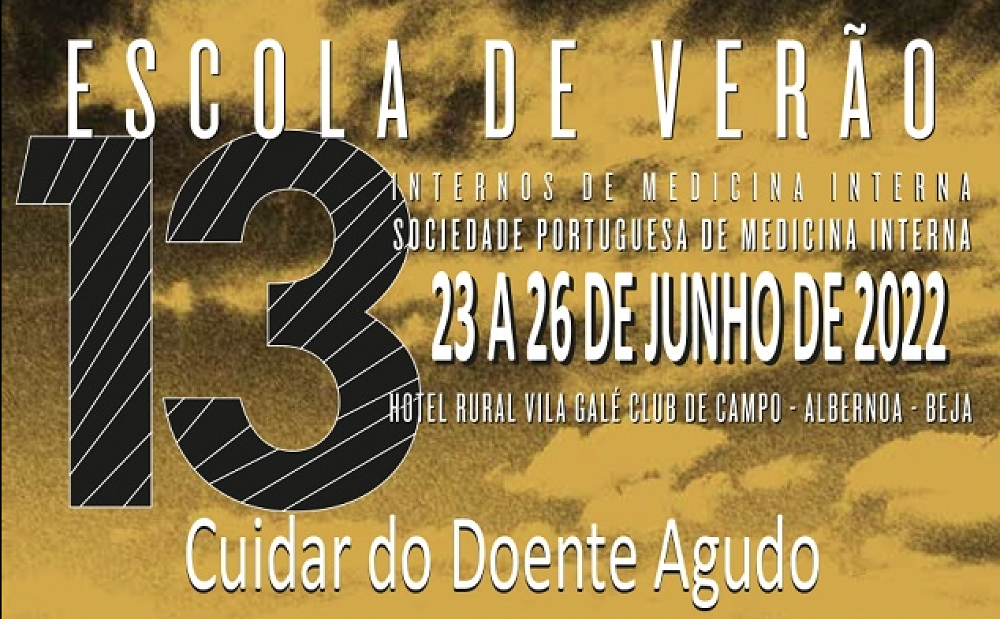 ESCOLA DE VERÃO
13
INTERNOS DE MEDICINA INTERNA
SOCIEDADE PORTUGUESA DE MEDICINA INTERNA
23 A 26 DE JUNHO DE 2022
HOTEL RURAL VILA GALÉ CLUB DE CAMPO - ALBERNOA - BEJA
Cuidar do Doente Agudo